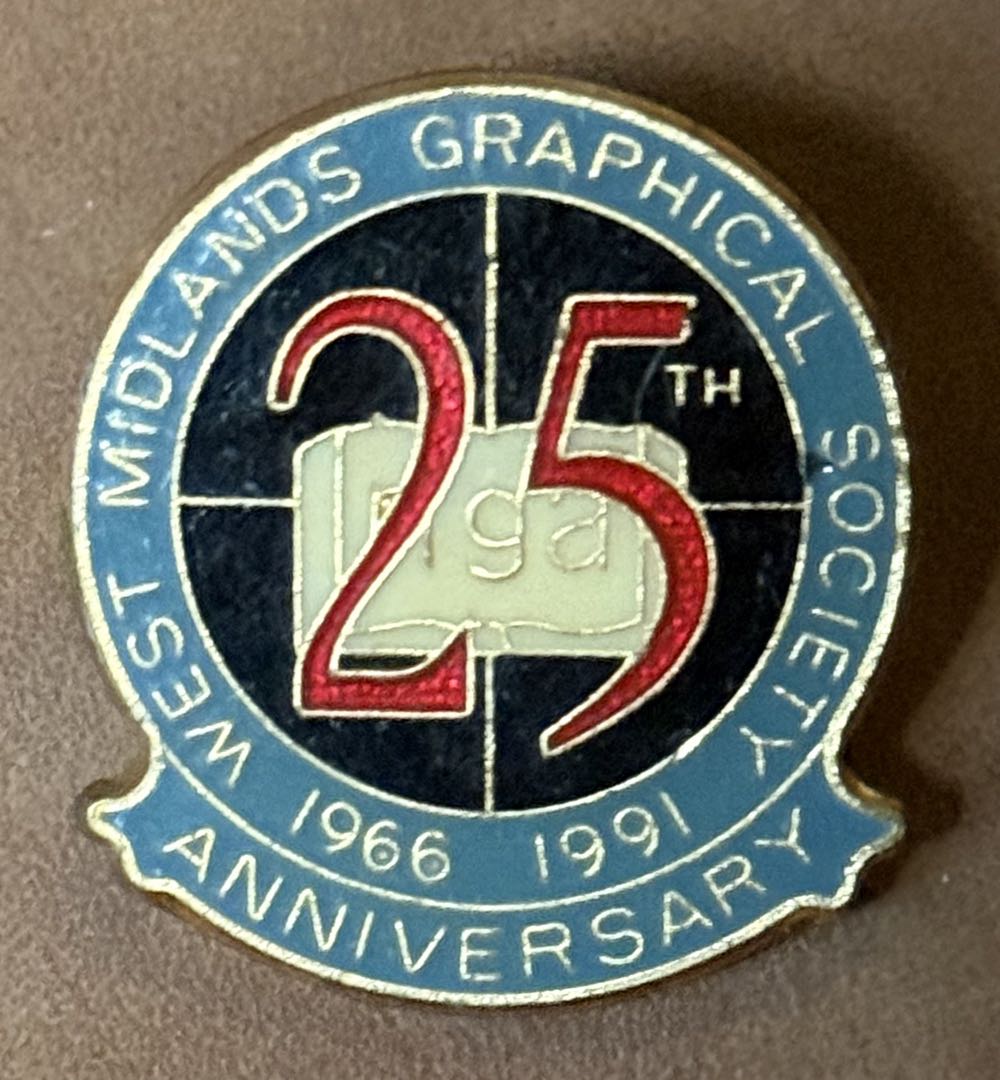 WEST MIDLANDS GRAPHICAL SOCIETY
25TH
ga
1966 1991
ANNIVERSARY